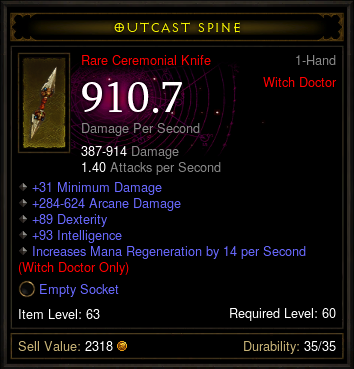 OUTCAST SPINE
Rare Ceremonial Knife 1-Hand
Witch Doctor
910.7
Damage Per Second
387-914 Damage
1.40 Attacks per Second
+31 Minimum Damage
+284-624 Arcane Damage
+89 Dexterity
+93 Intelligence
Increases Mana Regeneration by 14 per Second
(Witch Doctor Only)
Empty Socket
Item Level: 63 Required Level: 60
Sell Value: 2318 Durability: 35/35